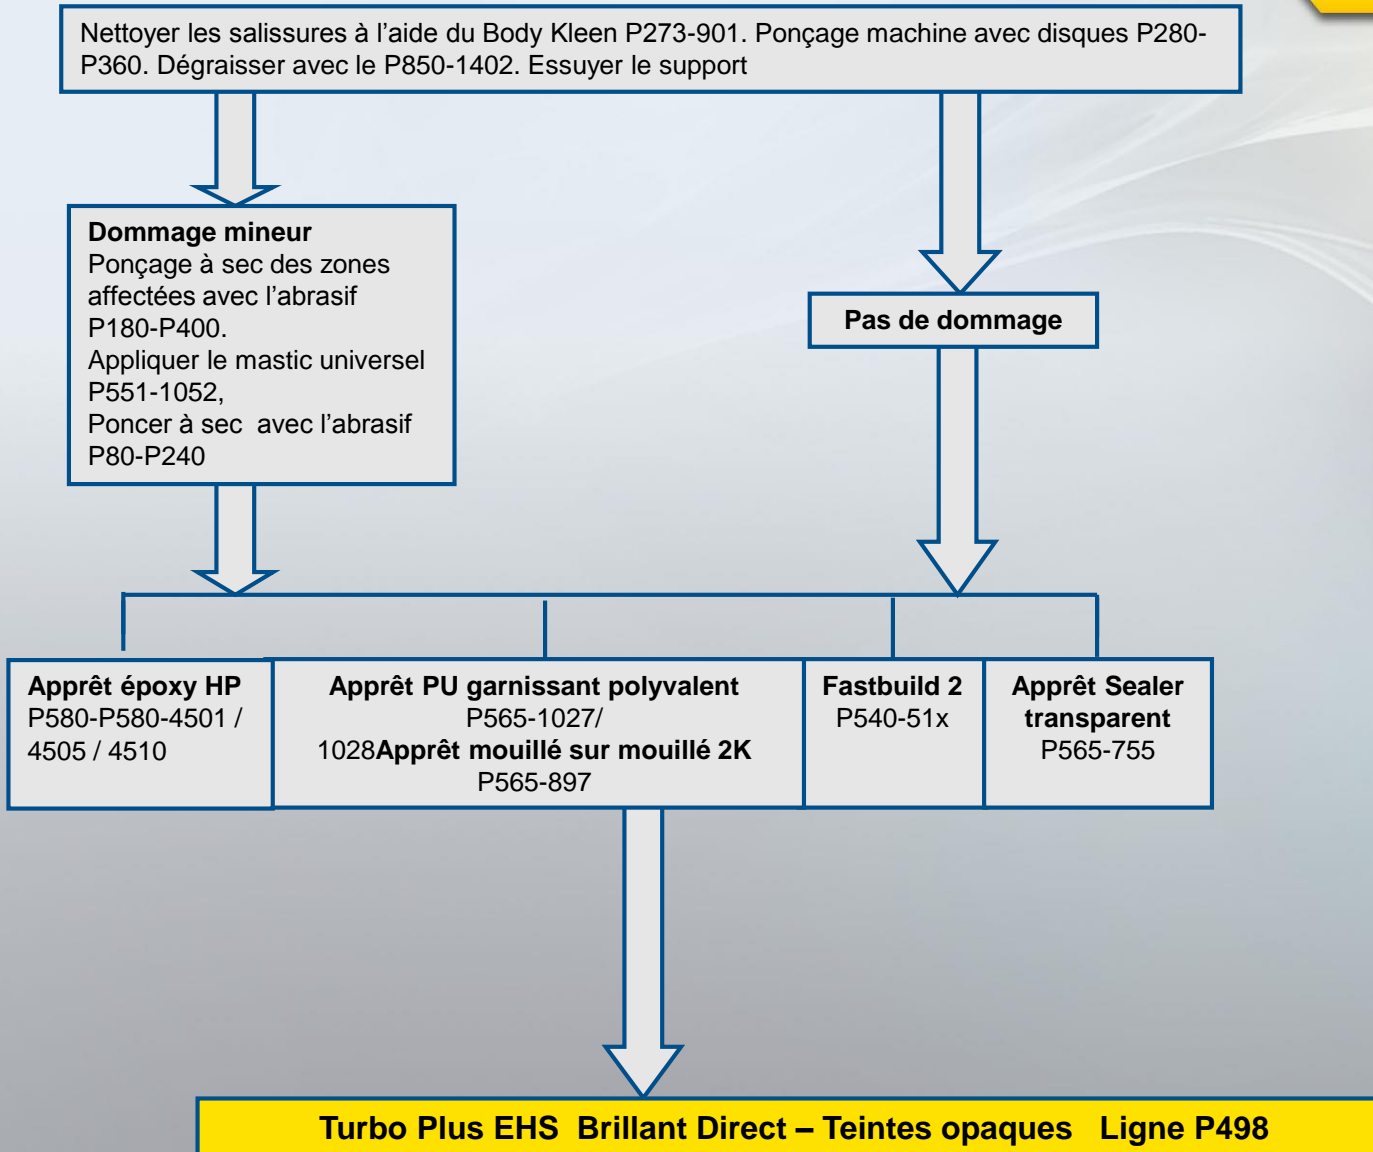 Nettoyer les salissures à l’aide du Body Kleen P273-901. Ponçage machine avec disques P280-
P360. Dégraisser avec le P850-1402. Essuyer le support
Dommage mineur
Ponçage à sec des zones
affectées avec l’abrasif
P180-P400.
Appliquer le mastic universel
P551-1052,
Poncer à sec  avec l’abrasif
P80-P240
Pas de dommage
Apprêt époxy HP
P580-P580-4501 /
4505 / 4510
Apprêt PU garnissant polyvalent
P565-1027/
1028Apprêt mouillé sur mouillé 2K
P565-897
Fastbuild 2
P540-51x
Apprêt Sealer
transparent
P565-755
Turbo Plus EHS  Brillant Direct – Teintes opaques   Ligne P498